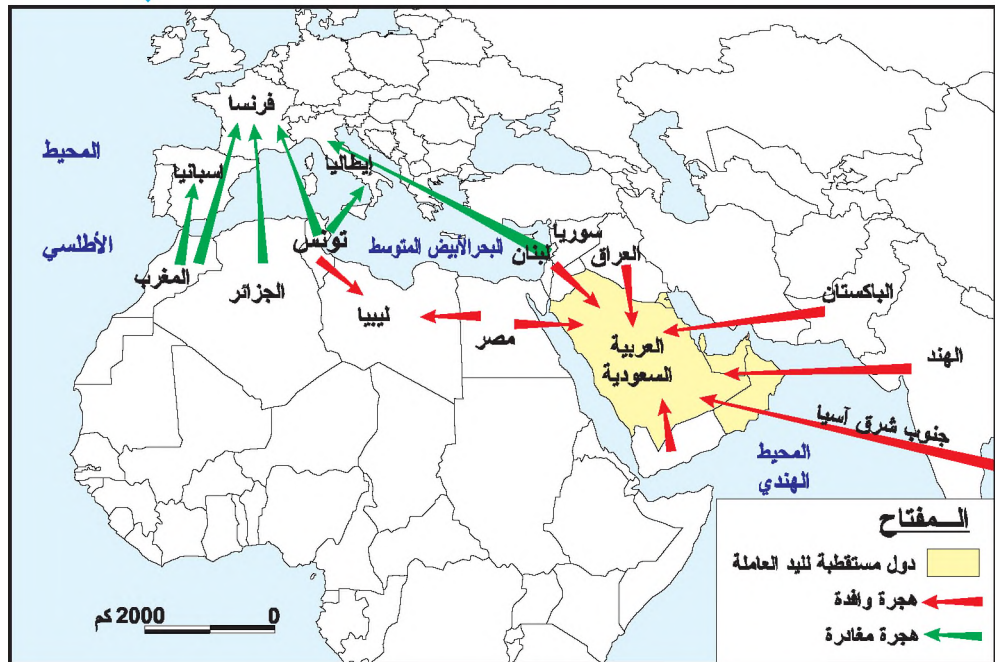 فرنسا
المحيط
إيطاليا
اسبانيا
الأطلسي
تونس
البحر الأبيض المتوسط
سوريا
لبنان
العراق
المغرب
الجزائر
ليبيا
مصر
الباكستان
العربية
السعودية
الهند
جنوب شرق آسيا
المحيط
الهندي
الـــمفتاح
دول مستقطبة لليد العاملة
هجرة وافدة
هجرة مغادرة
2000 كم
0